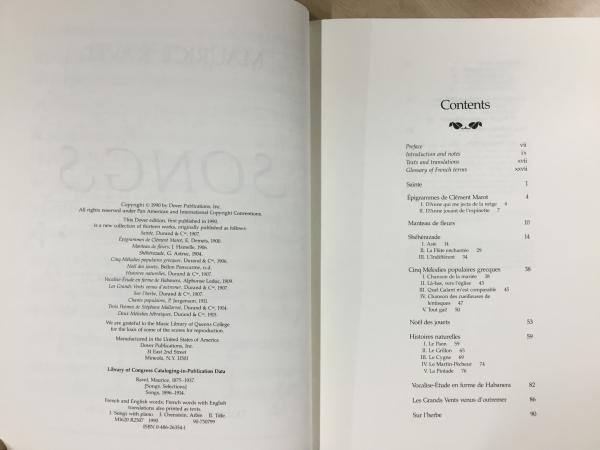 MAURICE RAVEL
SONGS
Copyright © 1990 by Dover Publications, Inc.
All rights reserved under Pan American and International Copyright Conventions.
This Dover edition, first published in 1990,
is a new collection of thirteen works, originally published as follows:
Sainte, Durand & Cie, 1907.
Épigrammes de Clément Marot, E. Demets, 1900.
Manteau de fleurs, J. Hamelle, 1906.
Shéhérazade, G. Astruc, 1904.
Cinq Mélodies populaires grecques, Durand & Cie, 1906.
Noël des jouets, Bellon Ponscarme, n.d.
Histoires naturelles, Durand & Cie, 1907.
Vocalise-Étude en forme de Habanera, Alphonse Leduc, 1909.
Les Grands Vents venus d'outremer, Durand & Cie, 1907.
Sur l'herbe, Durand & Cie, 1907.
Chants populaires, P. Jurgenson, 1911.
Trois Poèmes de Stéphane Mallarmé, Durand & Cie, 1914.
Deux Mélodies hébraïques, Durand & Cie, 1915.
We are grateful to the Music Library of Queens College
for the loan of some of the scores for reproduction.
Manufactured in the United States of America
Dover Publications, Inc.
31 East 2nd Street
Mineola, N.Y. 11501
Library of Congress Cataloging-in-Publication Data
Ravel, Maurice, 1875-1937.
[Songs. Selections]
Songs, 1896-1914.
French and English words; French words with English
translations also printed as texts.
1. Songs with piano I. Title
M1620.R2507 1990 90-750799
ISBN 0-486-26354-1
Contents
Preface vii
Introduction and notes ix
Texts and translations xvii
Glossary of French terms xxvii
Sainte 1
Épigrammes de Clément Marot 4
I. D'Anne qui me jecta de la neige 4
II. D'Anne jouant de l'espinette 7
Manteau de fleurs 10
Shéhérazade 14
I. Asie 14
II. La Flûte enchantée 29
III. L'Indifférent 34
Cinq Mélodies populaires grecques 38
I. Chanson de la mariée 38
II. Là-bas, vers l'église 43
III. Quel Galant m'est comparable 45
IV. Chanson des cueilleuses de
lentisques 47
V. Tout gai! 50
Noël des jouets 53
Histoires naturelles 59
I. Le Paon 59
II. Le Grillon 65
III. Le Cygne 69
IV. Le Martin-Pêcheur 74
V. La Pintade 76
Vocalise-Étude en forme de Habanera 82
Les Grands Vents venus d'outremer 86
Sur l'herbe 90